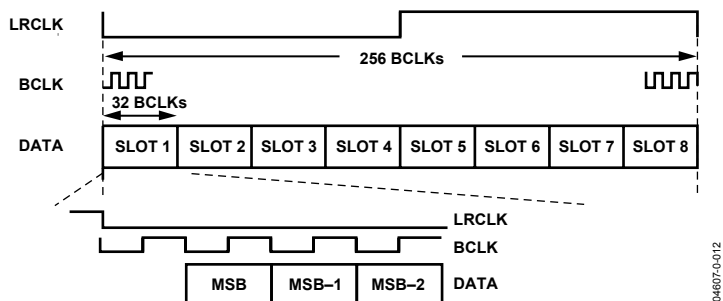 LRCLK
256 BCLKs
BCLK
32 BCLKs
DATA SLOT 1 SLOT 2 SLOT 3 SLOT 4 SLOT 5 SLOT 6 SLOT 7 SLOT 8
LRCLK
BCLK
MSB MSB–1 MSB–2 DATA
04607-0-012